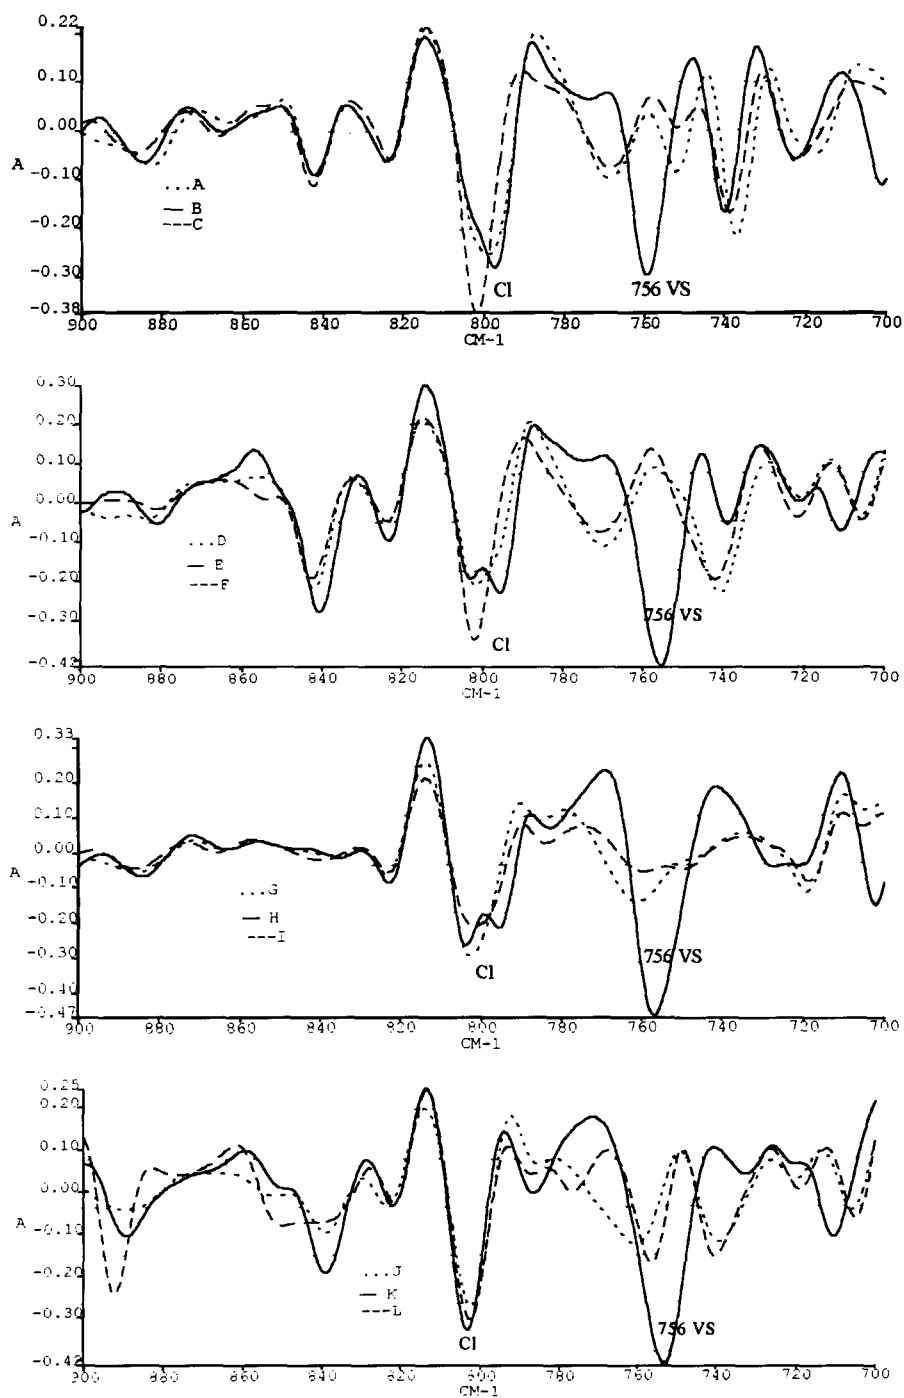 0.22
0.10
0.00
A
-0.10
...A
— B
---C
-0.20
-0.30
Cl 756 VS
-0.38
900 880 860 840 820 800 780 760 740 720 700
CM-1
0.30
0.20
0.10
0.00
A
-0.10
...D
— E
---F
-0.20
-0.30
756 VS
Cl
-0.42
900 880 860 840 820 800 780 760 740 720 700
CM-1
0.33
0.20
0.10
0.00
A
-0.10
...G
— H
---I
-0.20
-0.30
756 VS
Cl
-0.40
-0.47
900 880 860 840 820 800 780 760 740 720 700
CM-1
0.25
0.20
0.10
0.00
A
-0.10
-0.20
...J
— K
---L
-0.30
756 VS
Cl
-0.42
900 880 860 840 820 800 780 760 740 720 700
CM-1